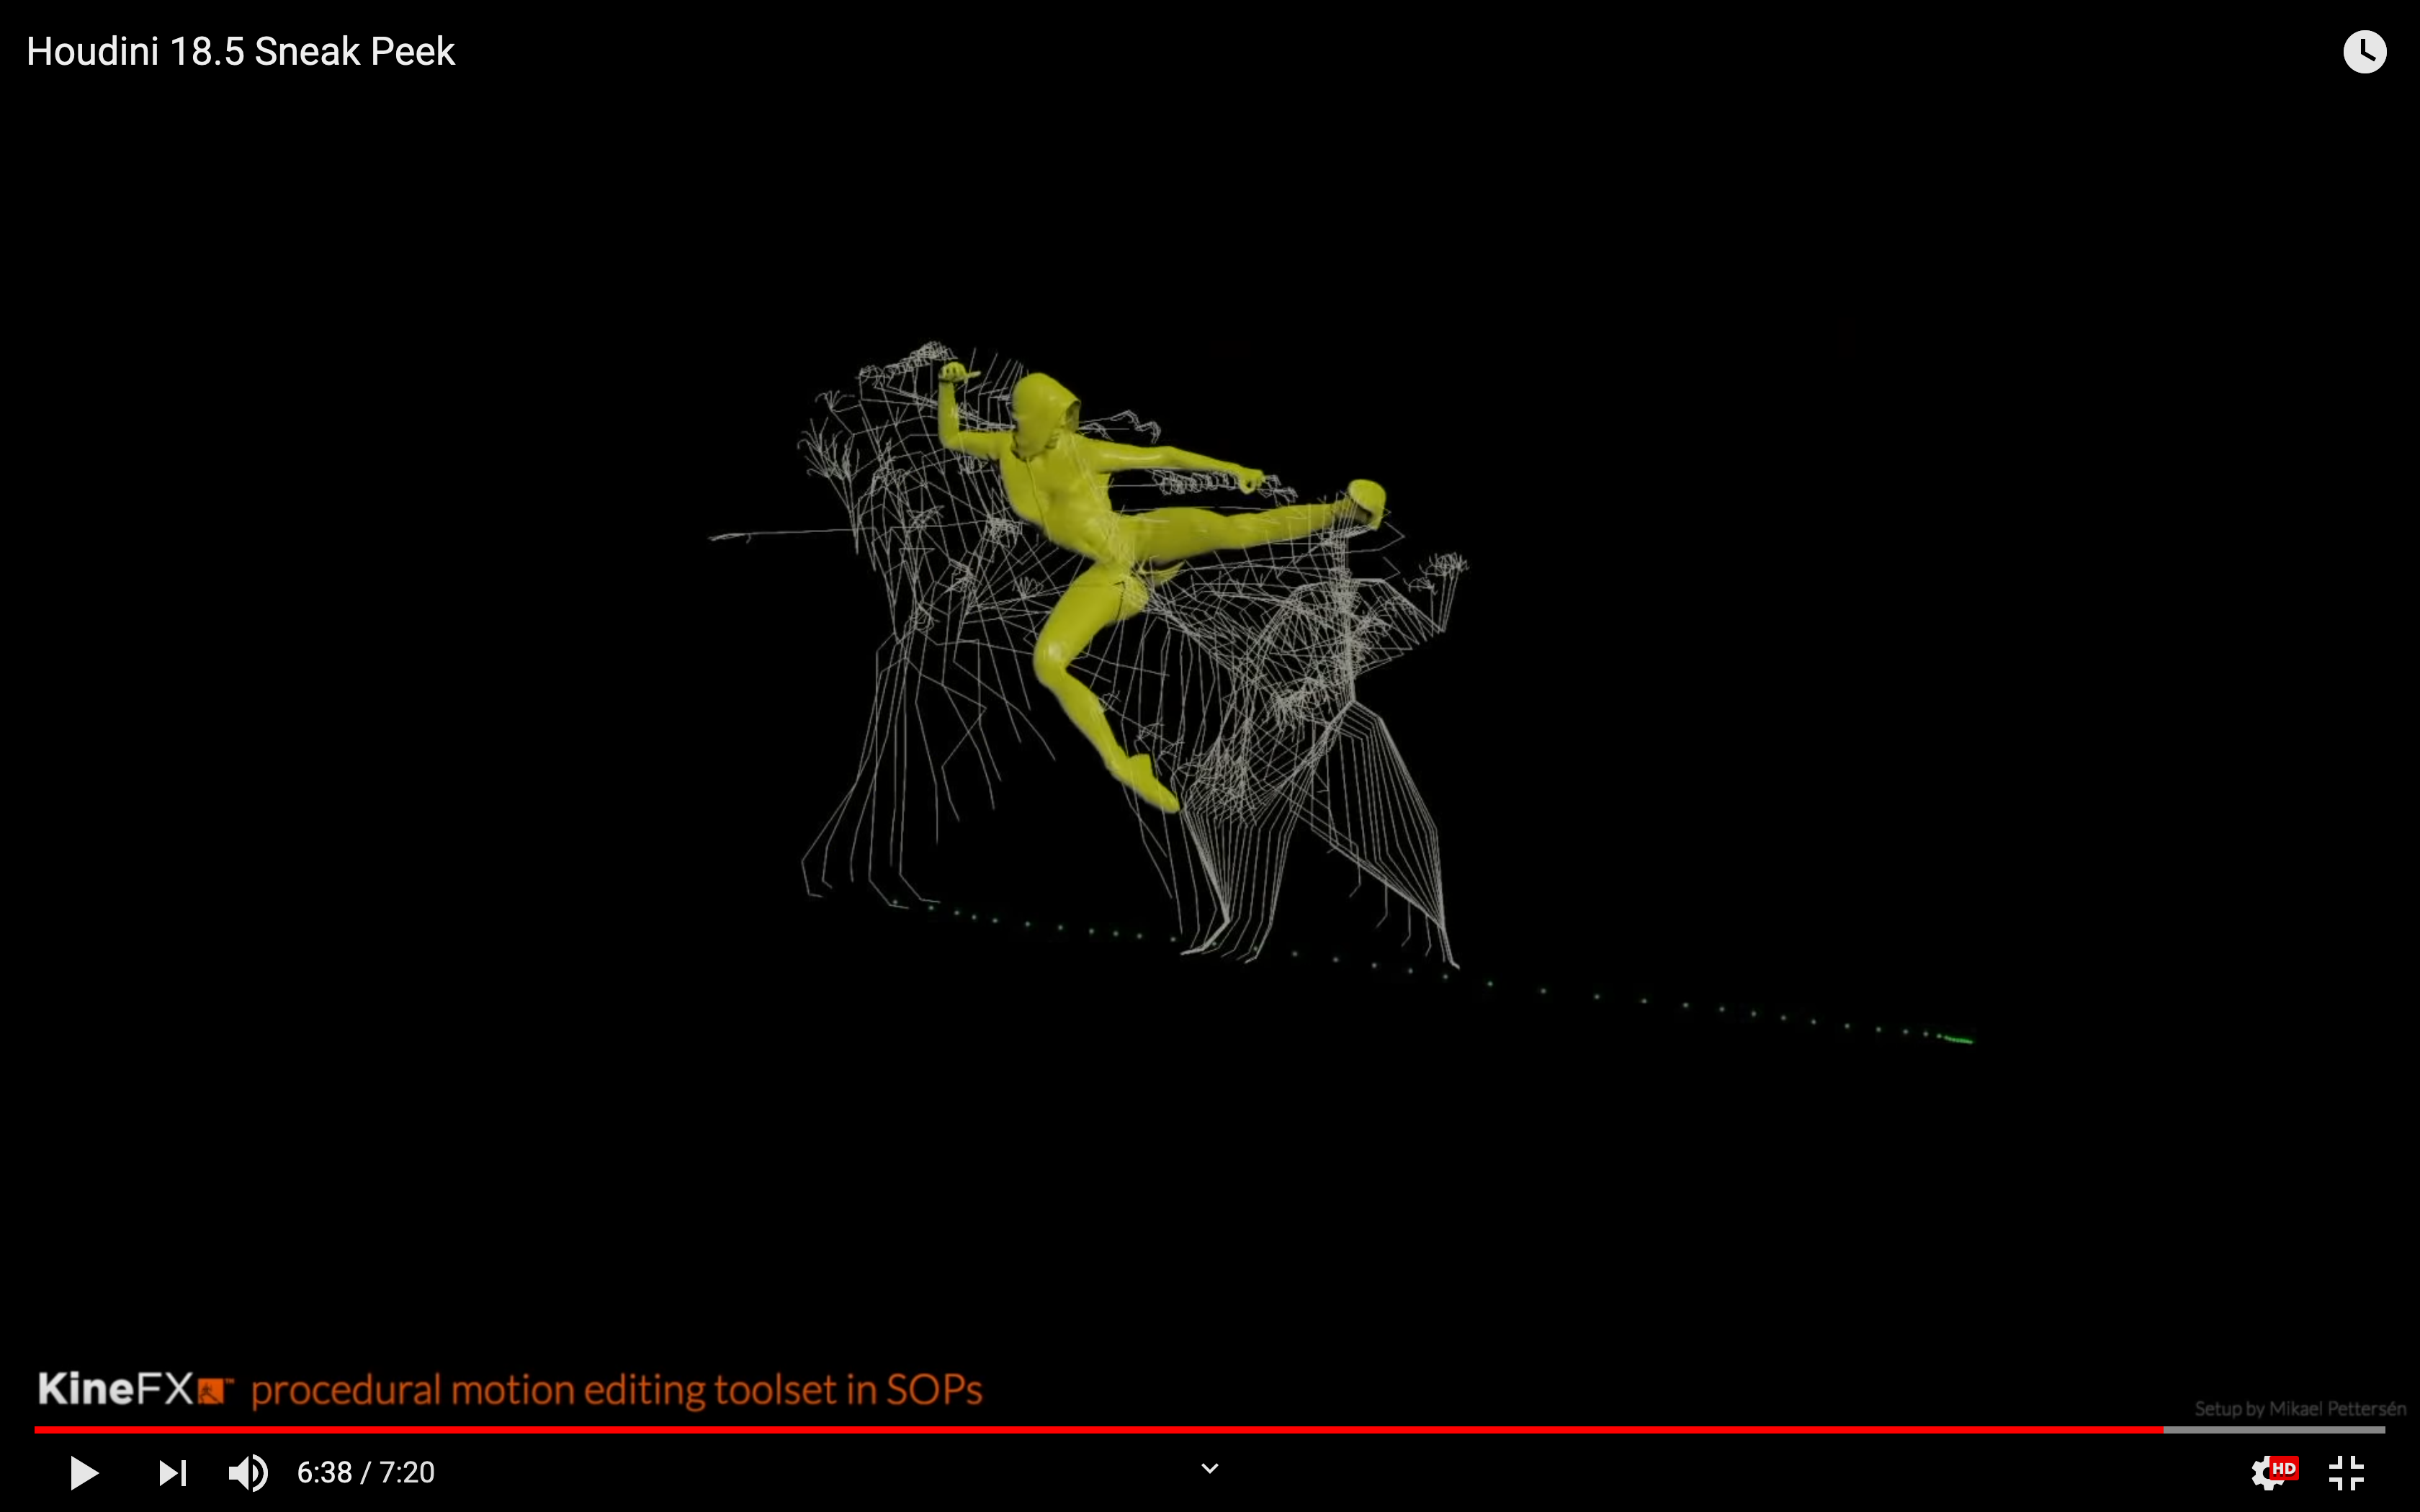 Houdini 18.5 Sneak Peek
KineFX™ procedural motion editing toolset in SOPs
Setup by Mikael Pettersén
6:38 / 7:20
HD